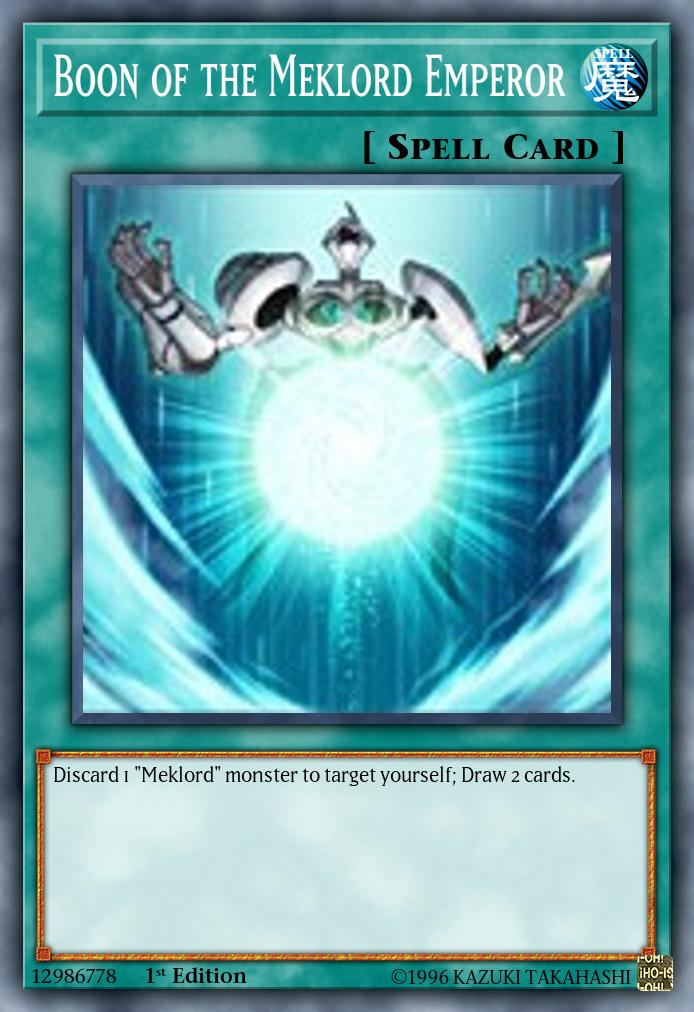 BOON OF THE MEKLORD EMPEROR
SPELL
魔
[ SPELL CARD ]
Discard 1 "Meklord" monster to target yourself; Draw 2 cards.
12986778 1st Edition ©1996 KAZUKI TAKAHASHI